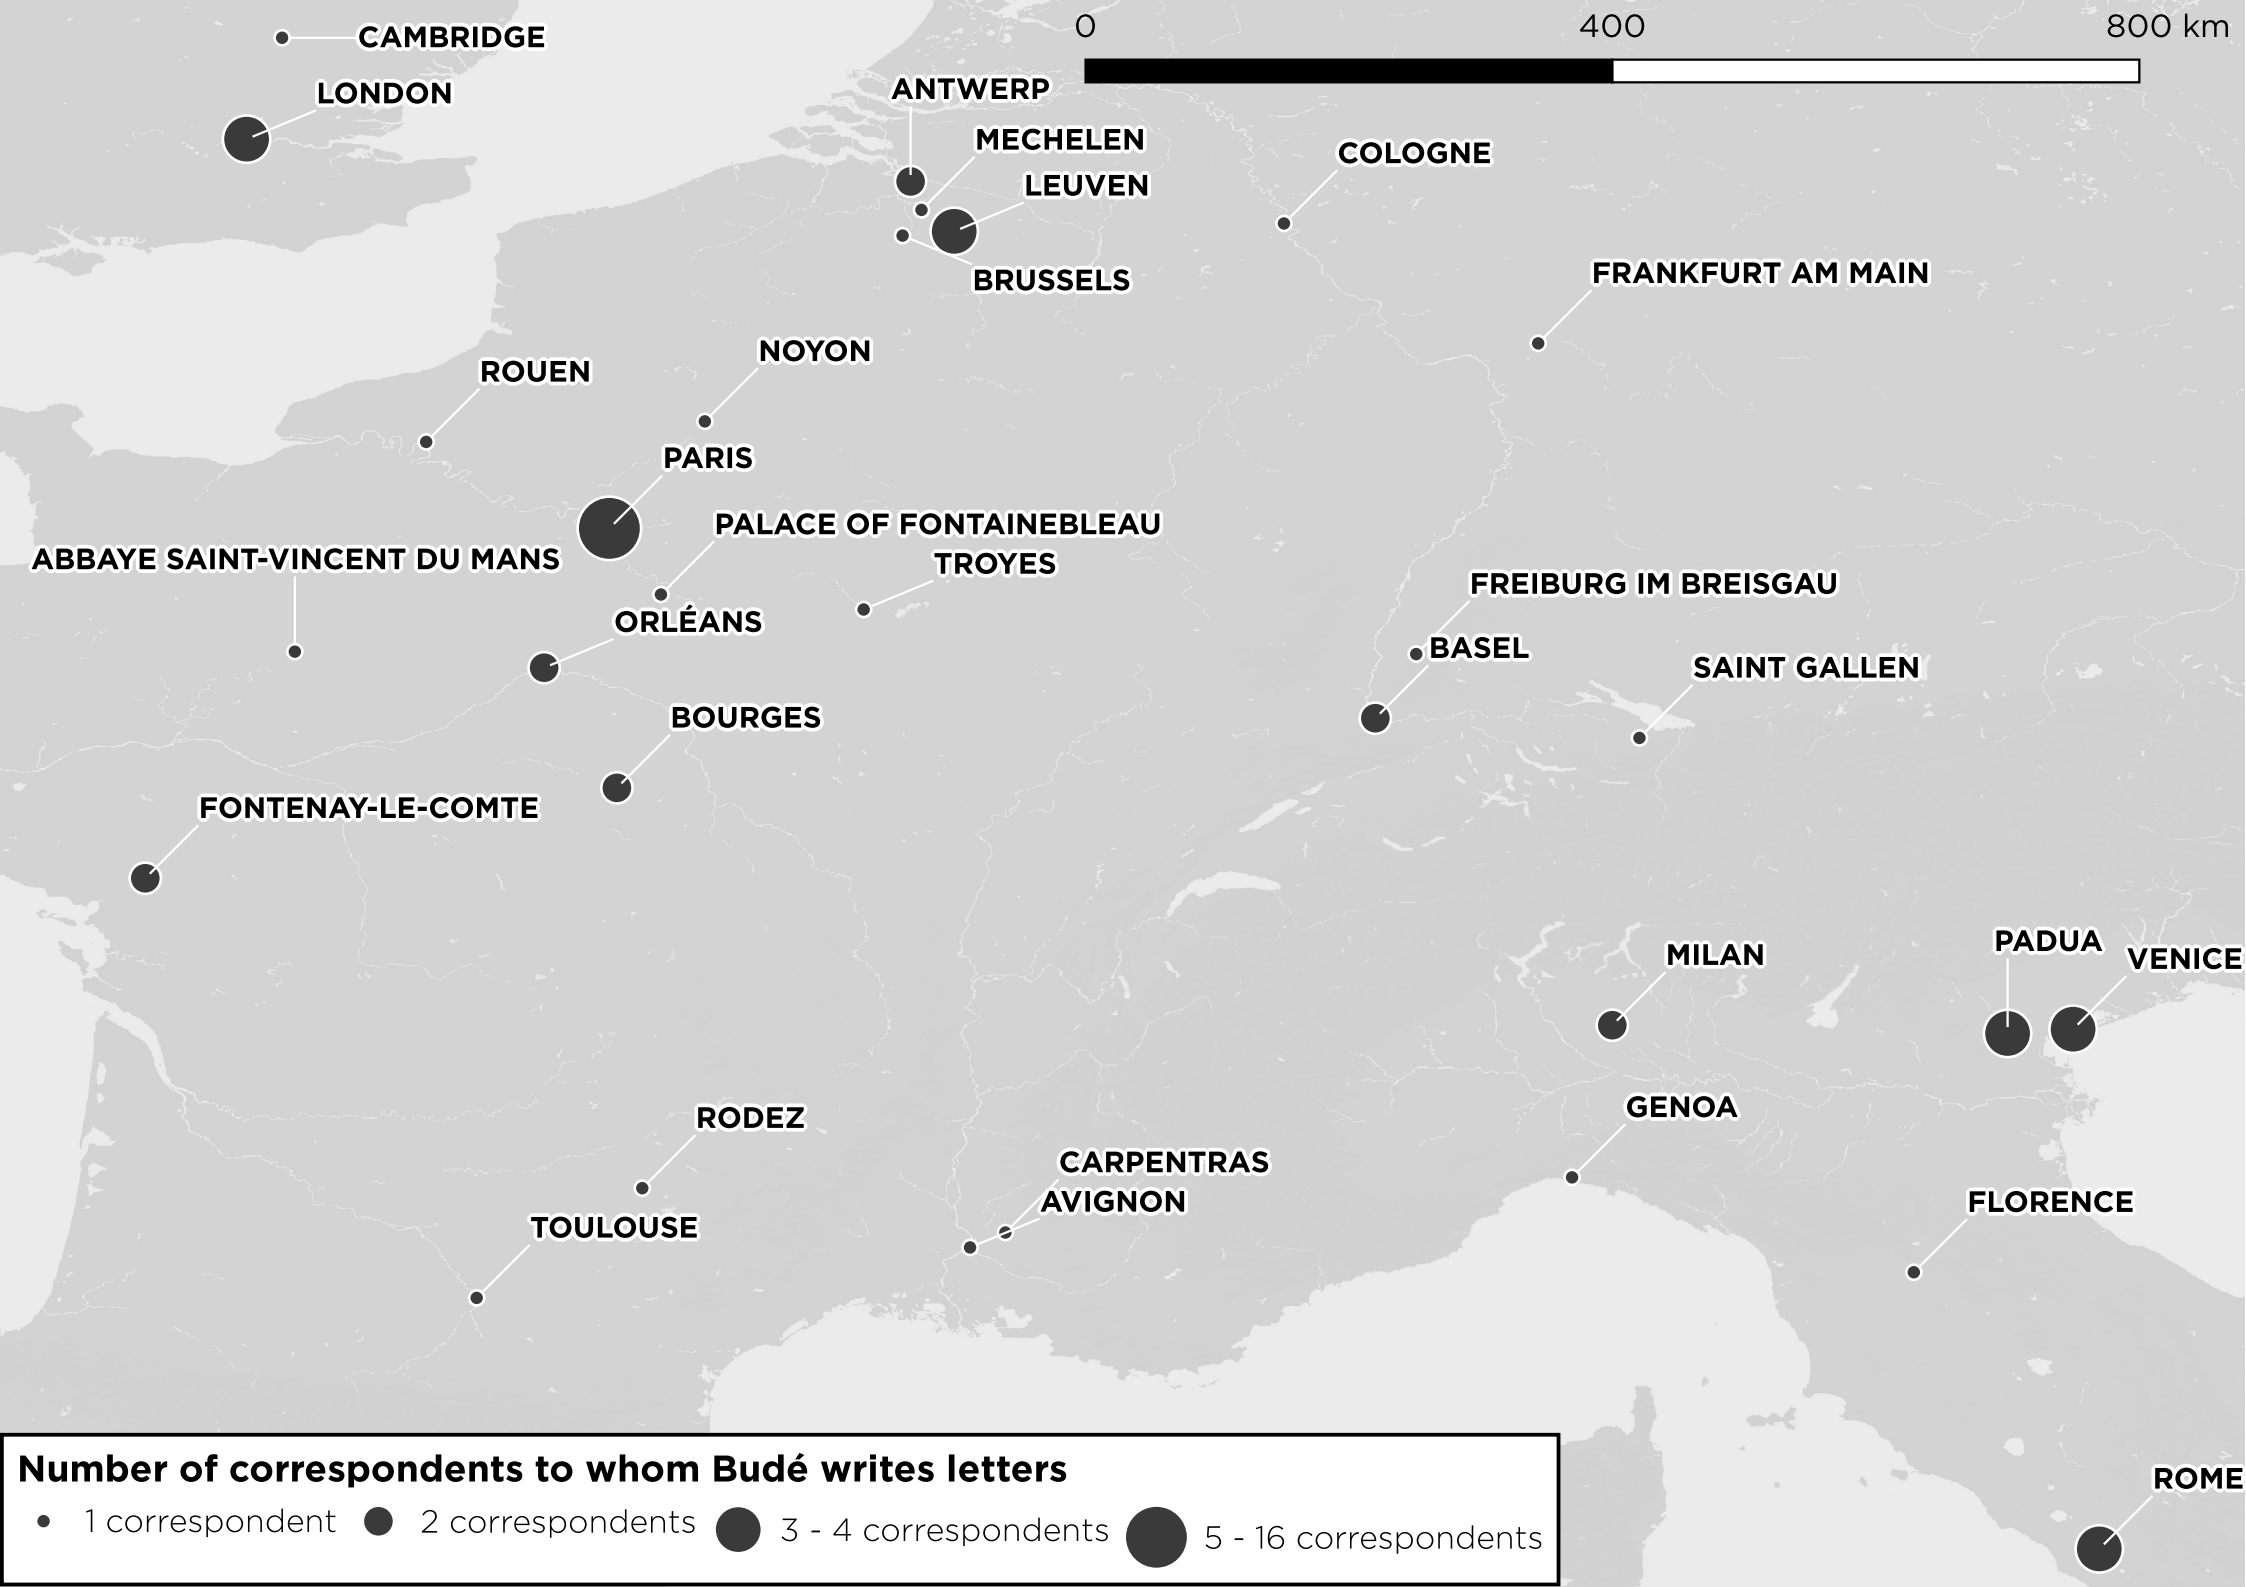 0 400 800 km
CAMBRIDGE
LONDON
ANTWERP
MECHELEN
COLOGNE
LEUVEN
BRUSSELS
FRANKFURT AM MAIN
NOYON
ROUEN
PARIS
PALACE OF FONTAINEBLEAU
ABBAYE SAINT-VINCENT DU MANS
TROYES
FREIBURG IM BREISGAU
ORLÉANS
BASEL
SAINT GALLEN
BOURGES
FONTENAY-LE-COMTE
PADUA
MILAN
VENICE
GENOA
RODEZ
CARPENTRAS
AVIGNON
FLORENCE
TOULOUSE
ROME
Number of correspondents to whom Budé writes letters
1 correspondent 2 correspondents 3 - 4 correspondents 5 - 16 correspondents